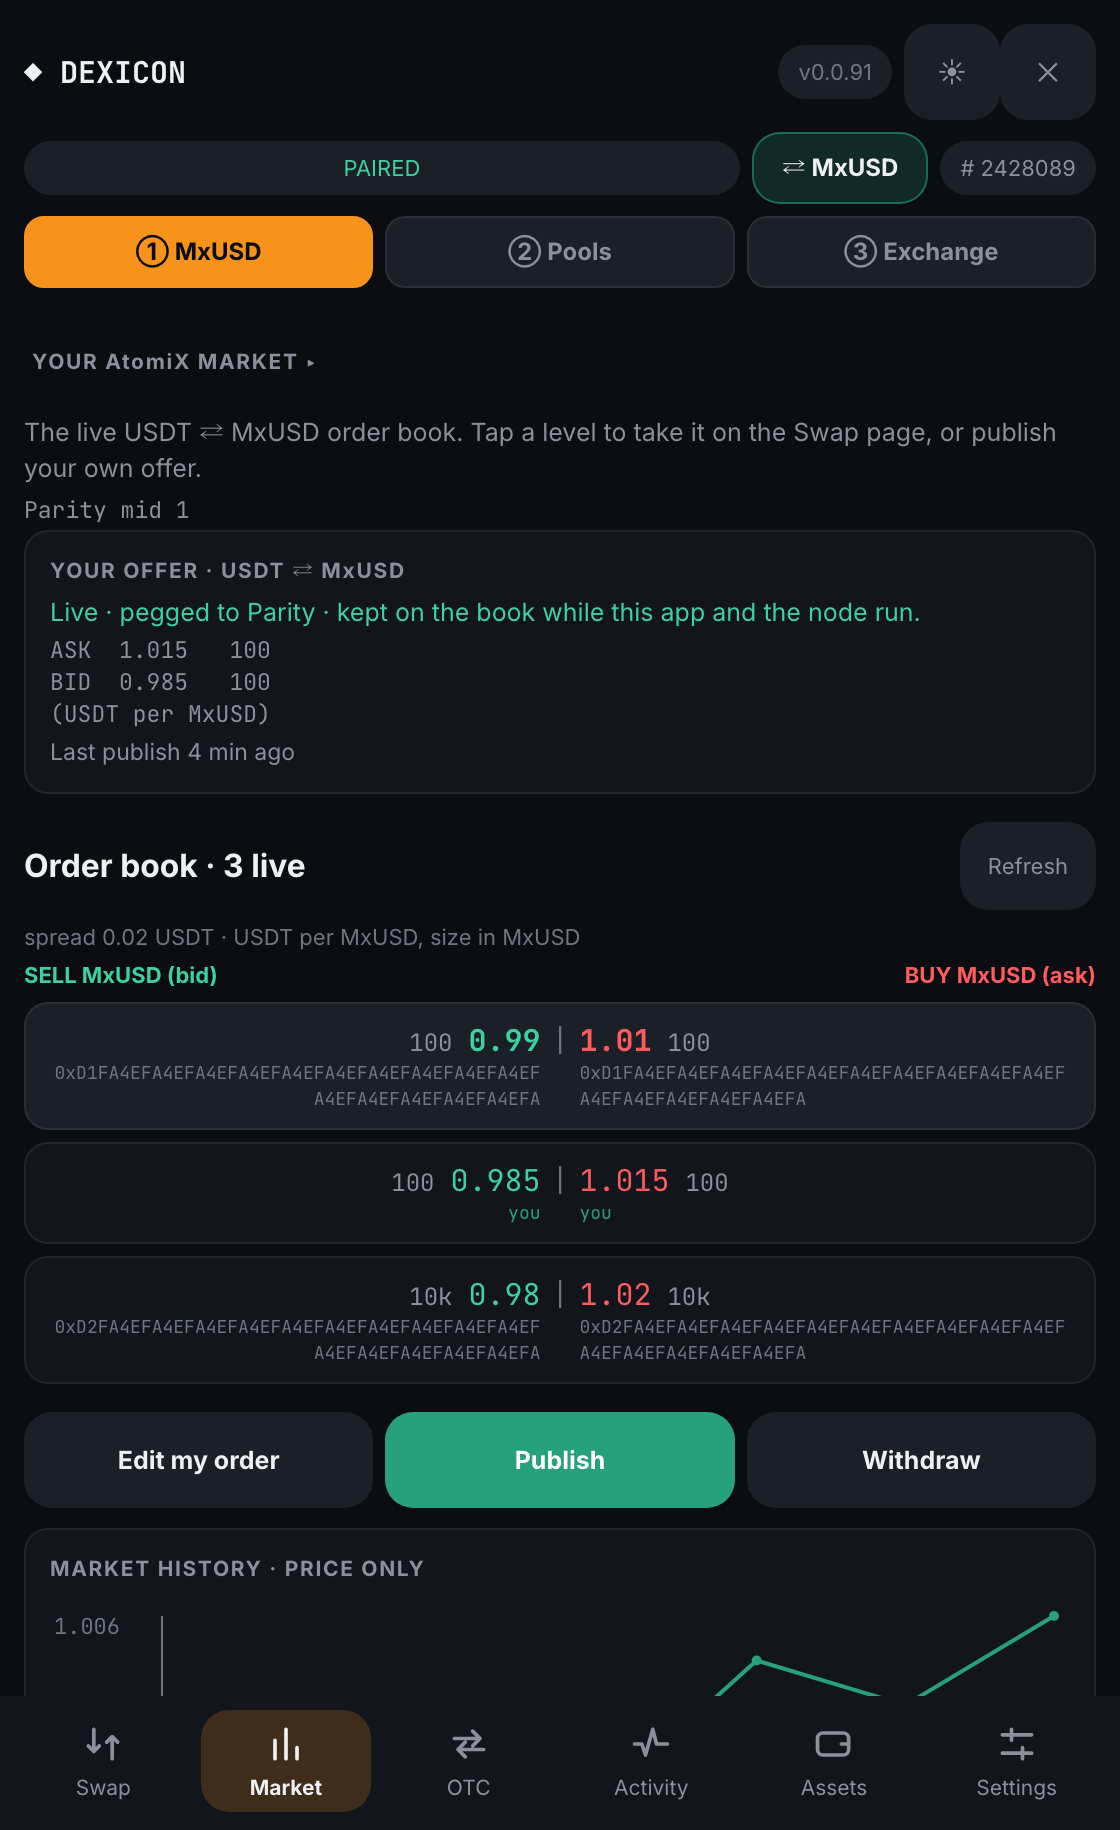 ◆ DEXICON
v0.0.91
PAIRED
⇄ MxUSD
# 2428089
① MxUSD
② Pools
③ Exchange
YOUR AtomiX MARKET ▸
The live USDT ⇄ MxUSD order book. Tap a level to take it on the Swap page, or publish
your own offer.
Parity mid 1
YOUR OFFER · USDT ⇄ MxUSD
Live · pegged to Parity · kept on the book while this app and the node run.
ASK 1.015 100
BID 0.985 100
(USDT per MxUSD)
Last publish 4 min ago
Order book · 3 live
Refresh
spread 0.02 USDT · USDT per MxUSD, size in MxUSD
SELL MxUSD (bid)
BUY MxUSD (ask)
100 0.99 | 1.01 100
0xD1FA4EFA4EFA4EFA4EFA4EFA4EFA4EFA4EFA4EFA4EF
A4EFA4EFA4EFA4EFA4EFA
0xD1FA4EFA4EFA4EFA4EFA4EFA4EFA4EFA4EFA4EFA4EF
A4EFA4EFA4EFA4EFA4EFA
100 0.985 | 1.015 100
you
you
10k 0.98 | 1.02 10k
0xD2FA4EFA4EFA4EFA4EFA4EFA4EFA4EFA4EFA4EFA4EF
A4EFA4EFA4EFA4EFA4EFA
0xD2FA4EFA4EFA4EFA4EFA4EFA4EFA4EFA4EFA4EFA4EF
A4EFA4EFA4EFA4EFA4EFA
Edit my order
Publish
Withdraw
MARKET HISTORY · PRICE ONLY
1.006
Swap
Market
OTC
Activity
Assets
Settings